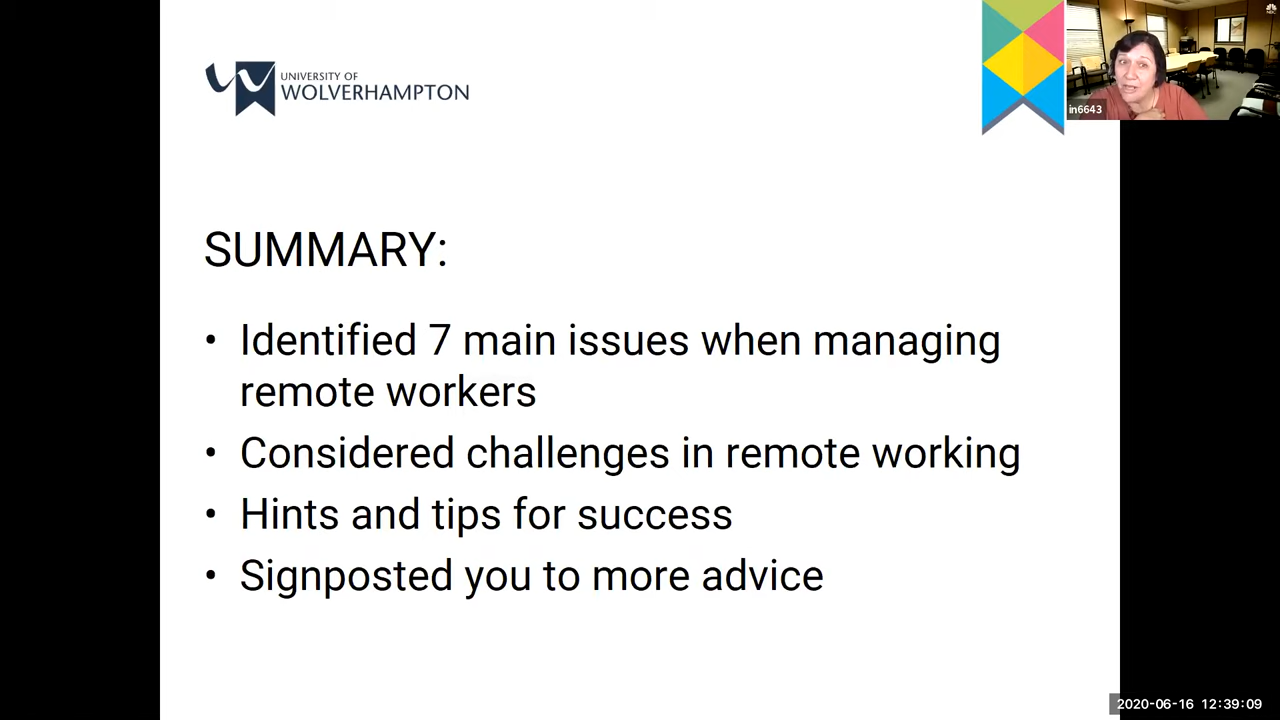 UNIVERSITY OF
WOLVERHAMPTON
NBC
in6643
SUMMARY:
• Identified 7 main issues when managing
remote workers
• Considered challenges in remote working
• Hints and tips for success
• Signposted you to more advice
2020-06-16 12:39:09